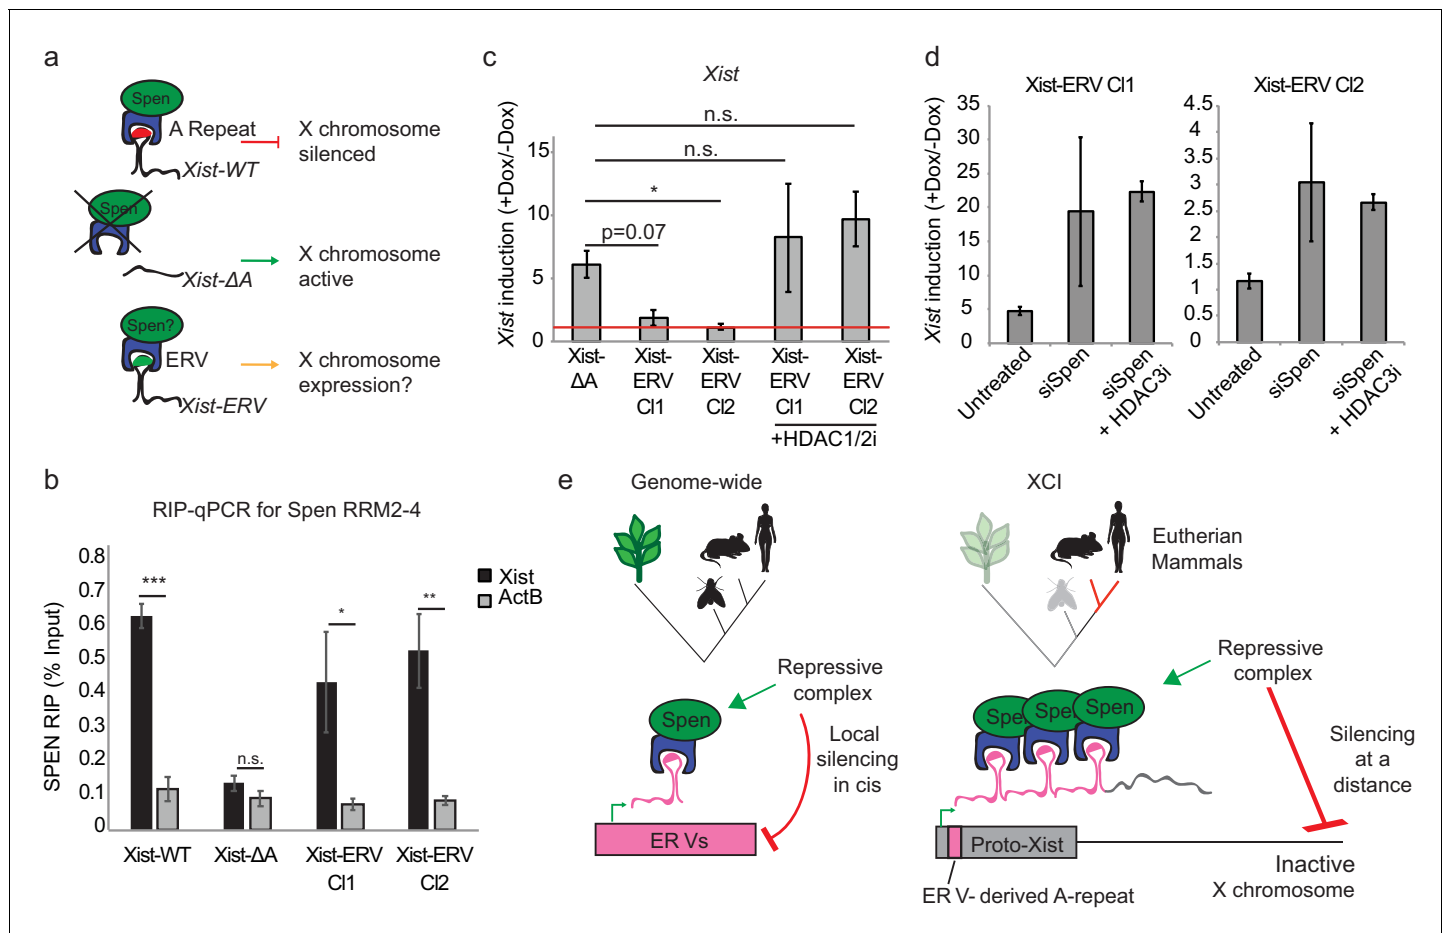 a
Spen
A Repeat
Xist-WT
X chromosome
silenced
Spen
Xist-ΔA
X chromosome
active
Spen?
ERV
Xist-ERV
X chromosome
expression?
b
RIP-qPCR for Spen RRM2-4
SPEN RIP (% Input)
0.8
0.7
0.6
0.5
0.4
0.3
0.2
0.1
0
***
n.s.
*
**
Xist
ActB
Xist-WT
Xist-ΔA
Xist-ERV
Cl1
Xist-ERV
Cl2
c
Xist
Xist induction (+Dox/-Dox)
15
10
5
0
n.s.
n.s.
*
p=0.07
Xist-
ΔA
Xist-
ERV
Cl1
Xist-
ERV
Cl2
Xist-
ERV
Cl1
Xist-
ERV
Cl2
+HDAC1/2i
d
Xist-ERV Cl1
Xist induction (+Dox/-Dox)
35
30
25
20
15
10
5
0
Untreated
siSpen
siSpen
+ HDAC3i
Xist-ERV Cl2
4.5
4
3.5
3
2.5
2
1.5
1
0.5
0
Untreated
siSpen
siSpen
+ HDAC3i
e
Genome-wide
Repressive
complex
Spen
Local
silencing
in cis
ER Vs
XCI
Eutherian
Mammals
Repressive
complex
Spen
Spen
Spen
Silencing
at a
distance
Proto-Xist
Inactive
X chromosome
ER V- derived A-repeat